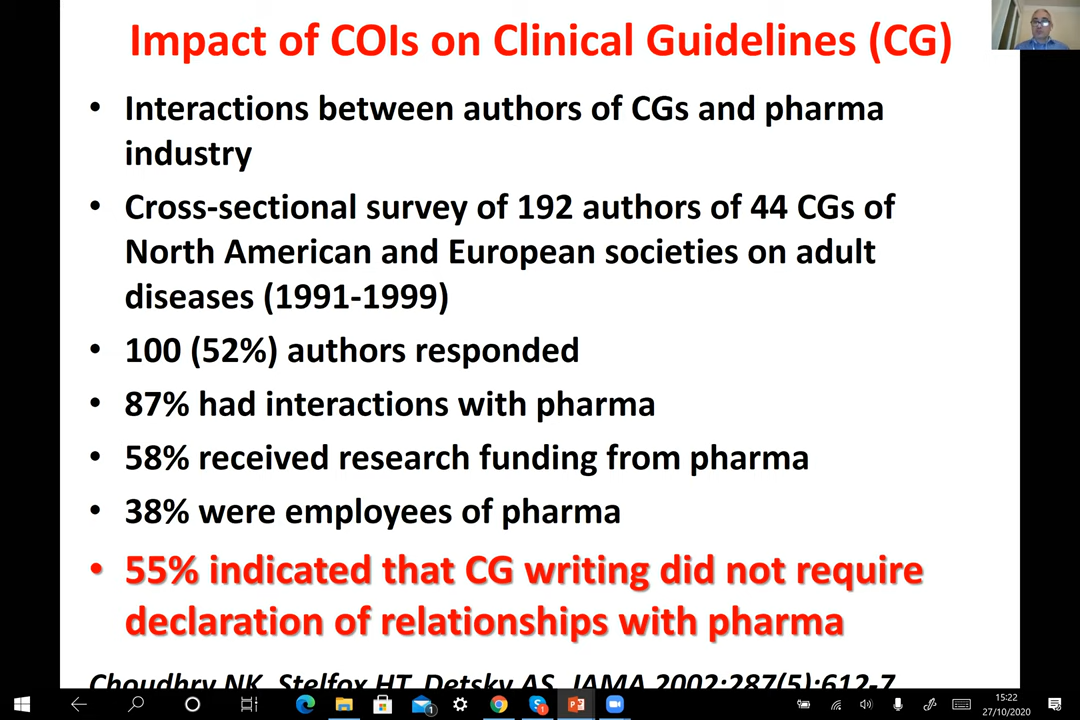 Impact of COIs on Clinical Guidelines (CG)
• Interactions between authors of CGs and pharma
industry
• Cross-sectional survey of 192 authors of 44 CGs of
North American and European societies on adult
diseases (1991-1999)
• 100 (52%) authors responded
• 87% had interactions with pharma
• 58% received research funding from pharma
• 38% were employees of pharma
• 55% indicated that CG writing did not require
declaration of relationships with pharma
Choudhry NK, Stelfox HT, Detsky AS. JAMA 2002;287(5):612-7
15:22
27/10/2020